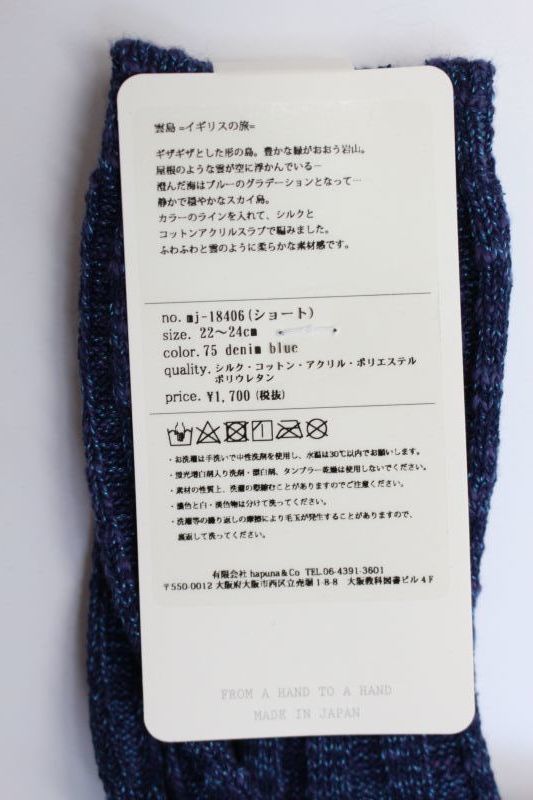 雲島 =イギリスの旅=
ギザギザとした形の島。豊かな緑がおおう岩山。
屋根のような雲が空に浮かんでいる…
澄んだ海はブルーのグラデーションとなって…
静かで穏やかなスカイ島。
カラーのラインを入れて、シルクと
コットンアクリルスラブで編みました。
ふわふわと雲のように柔らかな素材感です。
no. mj-18406(ショート)
size. 22〜24cm
color. 75 denim blue
quality. シルク・コットン・アクリル・ポリエステル
ポリウレタン
price. ¥1,700 (税抜)
・お洗濯は手洗いで中性洗剤を使用し、水温は30℃以内でお願いします。
・蛍光増白剤入り洗剤・漂白剤、タンブラー乾燥は使用しないでください。
・素材の性質上、洗濯の際縮むことがありますのでご注意ください。
・濃色と白・淡色物は分けて洗ってください。
・洗濯等の繰り返しの摩擦により毛玉が発生することがありますので、
裏返して洗ってください。
有限会社 hapuna&Co TEL.06-4391-3601
〒550-0012 大阪府大阪市西区立売堀1-8-8 大阪教科図書ビル4F
FROM A HAND TO A HAND
MADE IN JAPAN